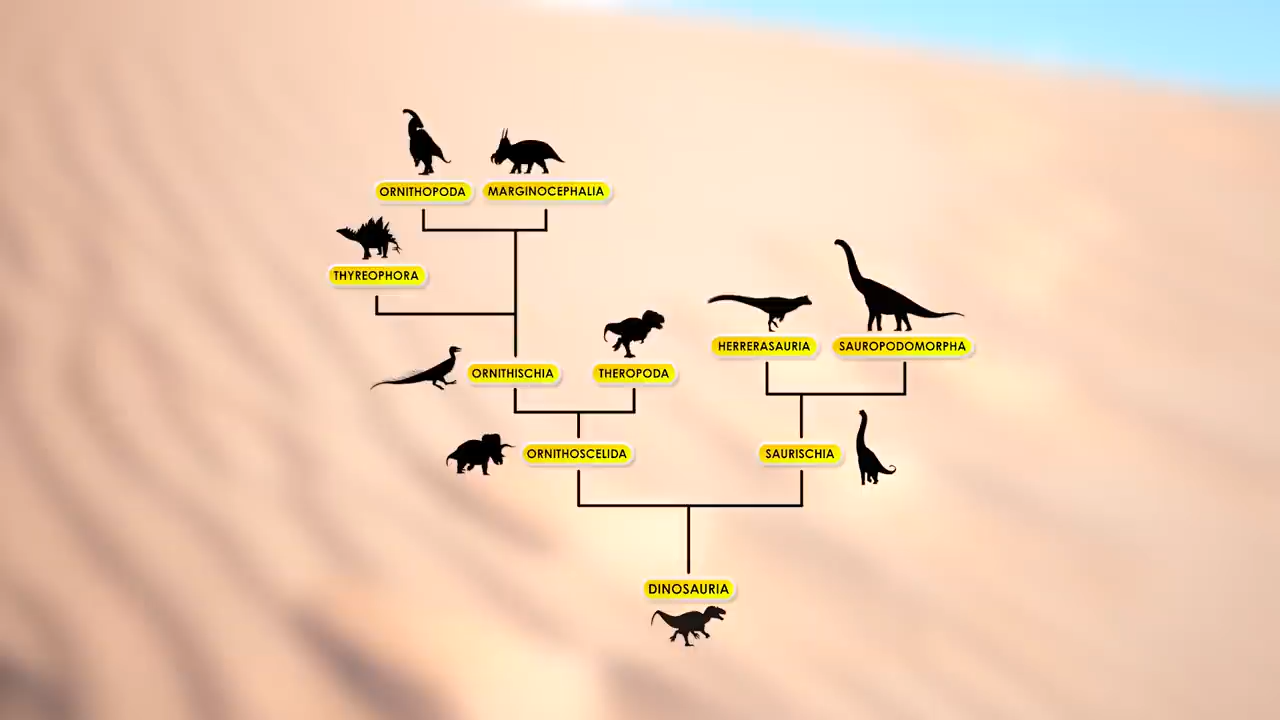 ORNITHOPODA
MARGINOCEPHALIA
THYREOPHORA
HERRERASAURIA
SAUROPODOMORPHA
ORNITHISCHIA
THEROPODA
ORNITHOSCELIDA
SAURISCHIA
DINOSAURIA